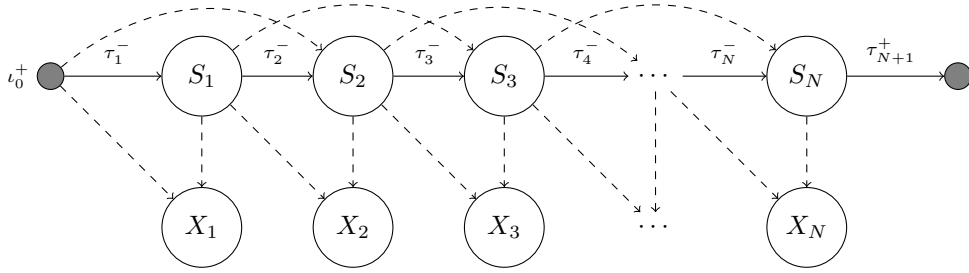 ι₀⁺ τ₁⁻ S₁ τ₂⁻ S₂ τ₃⁻ S₃ τ₄⁻ ··· τ_N⁻ S_N τ_{N+1}⁺
X₁ X₂ X₃ ··· X_N